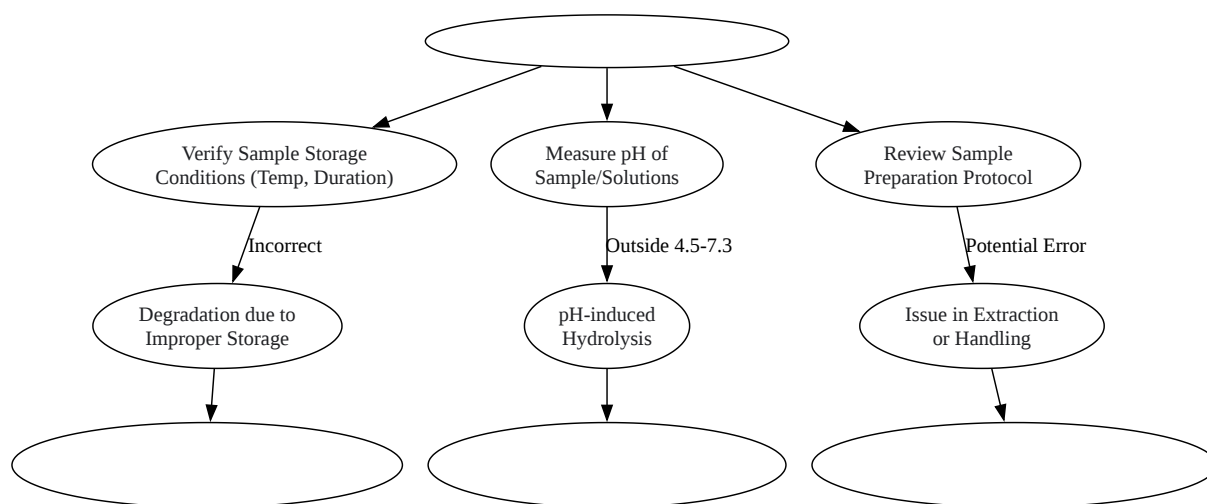 Verify Sample Storage
Conditions (Temp, Duration)
Measure pH of
Sample/Solutions
Review Sample
Preparation Protocol
Incorrect
Outside 4.5-7.3
Potential Error
Degradation due to
Improper Storage
pH-induced
Hydrolysis
Issue in Extraction
or Handling